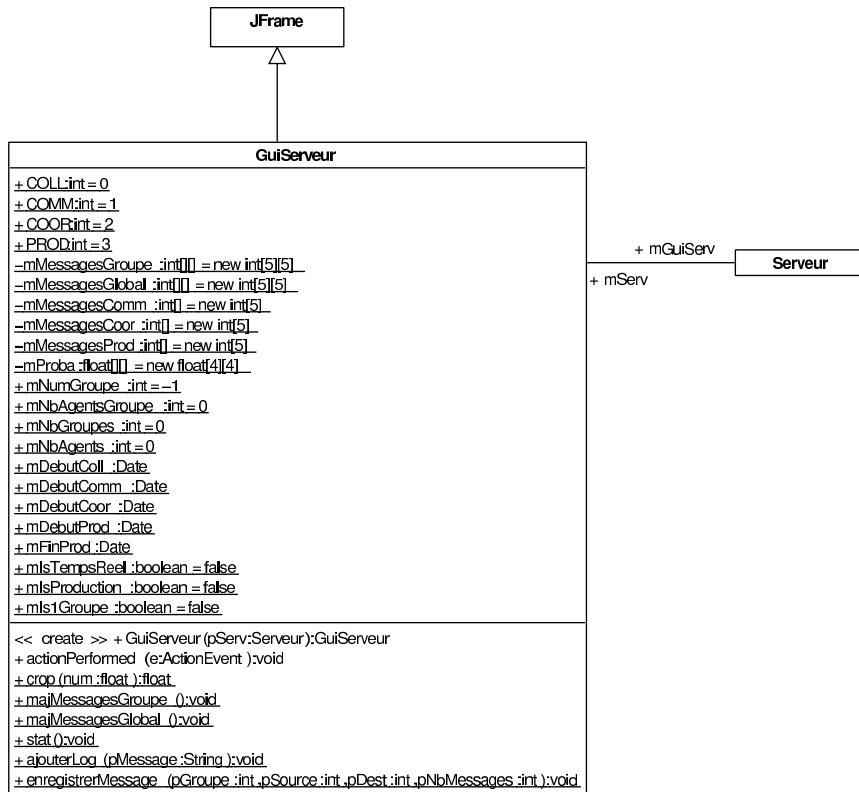 JFrame
GuiServeur
+ COLL:int = 0
+ COMM:int = 1
+ COOR:int = 2
+ PROD:int = 3
−mMessagesGroupe :int[][] = new int[5][5]
−mMessagesGlobal :int[][] = new int[5][5]
−mMessagesComm :int[] = new int[5]
−mMessagesCoor :int[] = new int[5]
−mMessagesProd :int[] = new int[5]
−mProba :float[][] = new float[4][4]
+ mNumGroupe :int = −1
+ mNbAgentsGroupe :int = 0
+ mNbGroupes :int = 0
+ mNbAgents :int = 0
+ mDebutColl :Date
+ mDebutComm :Date
+ mDebutCoor :Date
+ mDebutProd :Date
+ mFinProd :Date
+ mIsTempsReel :boolean = false
+ mIsProduction :boolean = false
+ mIs1Groupe :boolean = false
<< create >> + GuiServeur (pServ:Serveur):GuiServeur
+ actionPerformed (e:ActionEvent ):void
+ crop (num :float ):float
+ majMessagesGroupe ():void
+ majMessagesGlobal ():void
+ stat ():void
+ ajouterLog (pMessage :String ):void
+ enregistrerMessage (pGroupe :int ,pSource :int ,pDest :int ,pNbMessages :int ):void
+ mGuiServ
+ mServ
Serveur